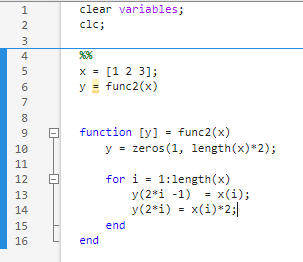 1 clear variables;
2 clc;
3
4 %%
5 x = [1 2 3];
6 y = func2(x)
7
8
9 function [y] = func2(x)
10 y = zeros(1, length(x)*2);
11
12 for i = 1:length(x)
13 y(2*i -1)  = x(i);
14 y(2*i) = x(i)*2;
15 end
16 end